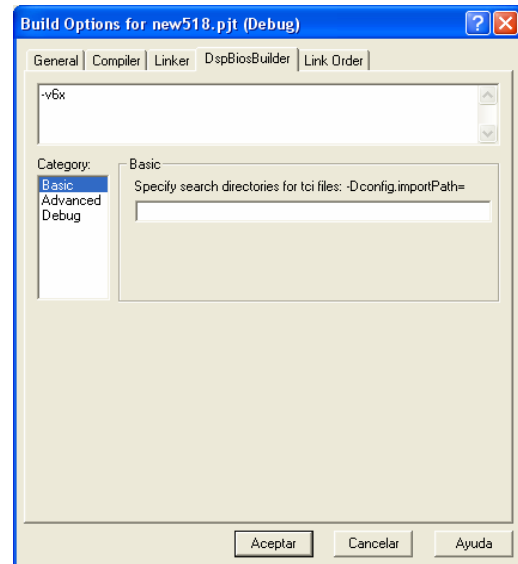 Build Options for new518.pjt (Debug)
General Compiler Linker DspBiosBuilder Link Order
-v6x
Category:
Basic
Advanced
Debug
Basic
Specify search directories for tci files: -Dconfig.importPath=
Aceptar Cancelar Ayuda